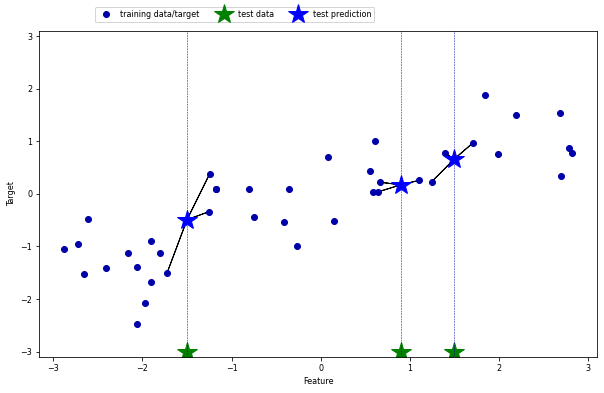 training data/target test data test prediction
3
2
1
0
−1
−2
−3
Target
−3 −2 −1 0 1 2 3
Feature